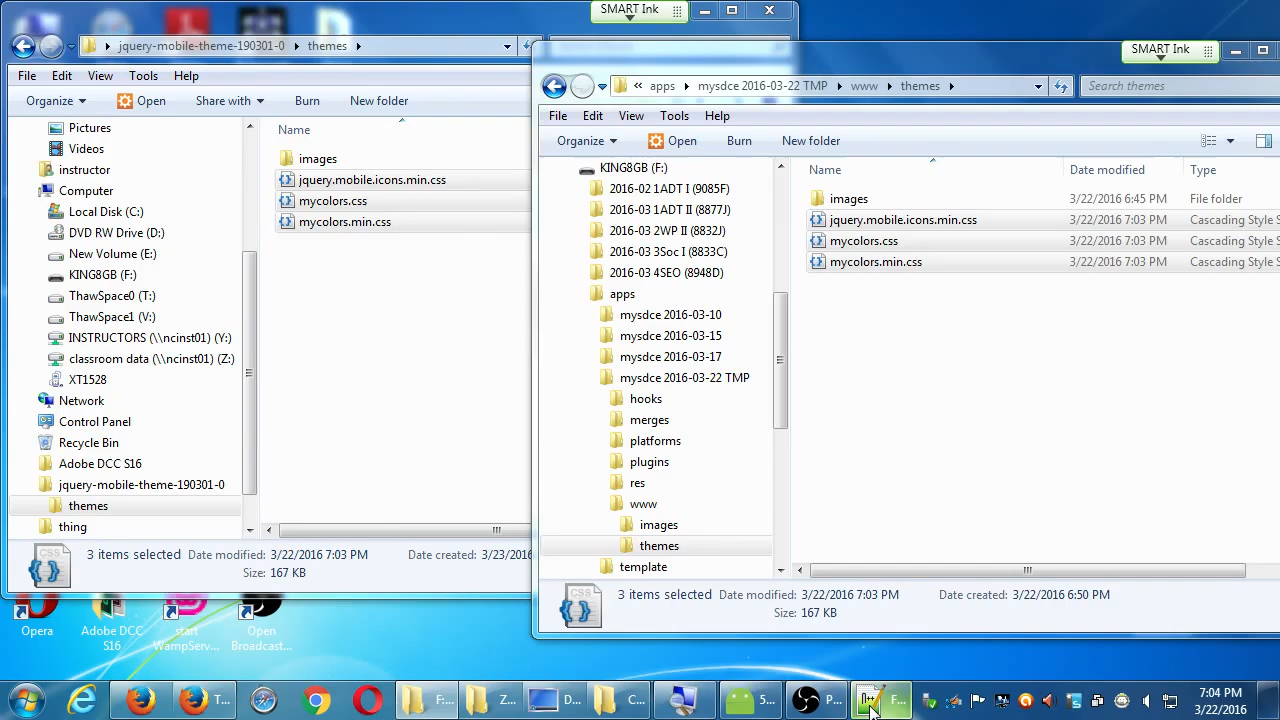 SMART Ink
jquery-mobile-theme-190301-0 themes
File Edit View Tools Help
Organize Open Share with Burn New folder
Name
Pictures
Videos
instructor
Computer
Local Disk (C:)
DVD RW Drive (D:)
New Volume (E:)
KING8GB (F:)
ThawSpace0 (T:)
ThawSpace1 (V:)
INSTRUCTORS (\\ncinst01) (Y:)
classroom data (\\ncinst01) (Z:)
XT1528
Network
Control Panel
Recycle Bin
Adobe DCC S16
jquery-mobile-theme-190301-0
themes
thing
images
jquery.mobile.icons.min.css
mycolors.css
mycolors.min.css
3 items selected Date modified: 3/22/2016 7:03 PM Date created: 3/23/2016
Size: 167 KB
CSS
SMART Ink
« apps mysdce 2016-03-22 TMP www themes Search themes
File Edit View Tools Help
Organize Open Burn New folder
Name Date modified Type
KING8GB (F:)
2016-02 1ADT I (9085F)
2016-03 1ADT II (8877J)
2016-03 2WP II (8832J)
2016-03 3Soc I (8833C)
2016-03 4SEO (8948D)
apps
mysdce 2016-03-10
mysdce 2016-03-15
mysdce 2016-03-17
mysdce 2016-03-22 TMP
hooks
merges
platforms
plugins
res
www
images
themes
template
images 3/22/2016 6:45 PM File folder
jquery.mobile.icons.min.css 3/22/2016 7:03 PM Cascading Style S
mycolors.css 3/22/2016 7:03 PM Cascading Style S
mycolors.min.css 3/22/2016 7:03 PM Cascading Style S
3 items selected Date modified: 3/22/2016 7:03 PM Date created: 3/22/2016 6:50 PM
Size: 167 KB
CSS
Opera
Adobe DCC
S16
start
WampServ...
Open
Broadcast...
T... F:... Z... D... C... 5... P... F...
7:04 PM
3/22/2016